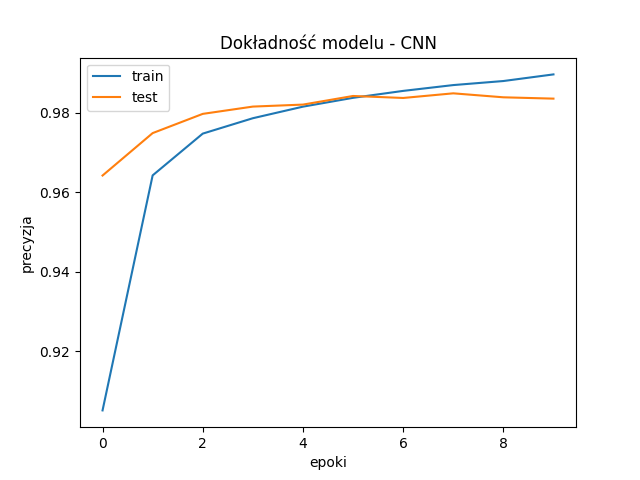 Dokładność modelu - CNN
train
test
0.98
0.96
0.94
0.92
precyzja
0
2
4
6
8
epoki